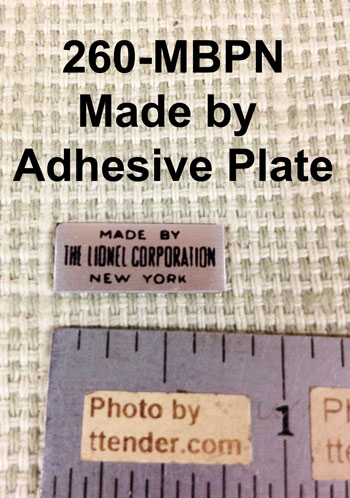 260-MBPN
Made by
Adhesive Plate
MADE BY
THE LIONEL CORPORATION
NEW YORK
Photo by
ttender.com
1